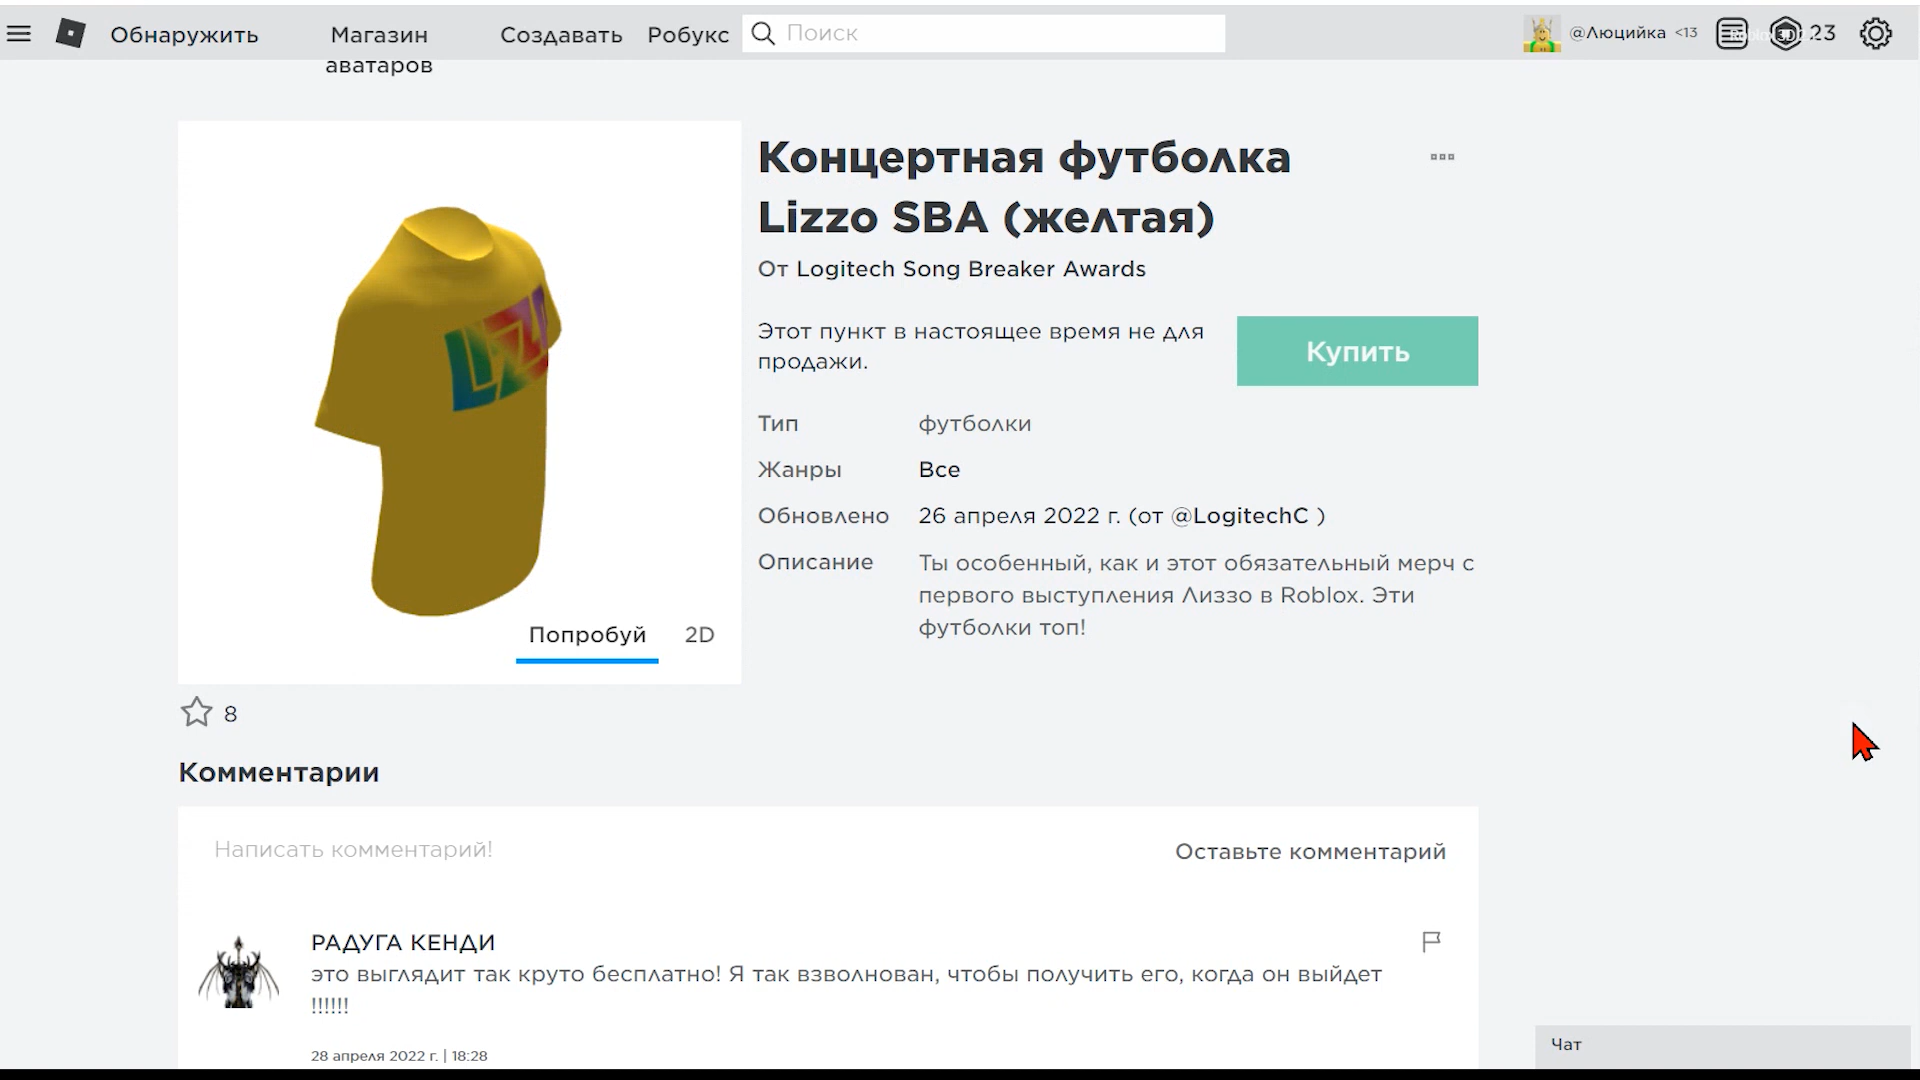 Обнаружить
Магазин
аватаров
Создавать
Робукс
Поиск
@Люцийка <13
23
Концертная футболка
Lizzo SBA (желтая)
От Logitech Song Breaker Awards
Этот пункт в настоящее время не для
продажи.
Купить
Тип футболки
Жанры Все
Обновлено 26 апреля 2022 г. (от @LogitechC )
Описание Ты особенный, как и этот обязательный мерч с
первого выступления Лиззо в Roblox. Эти
футболки топ!
Попробуй 2D
8
Комментарии
Написать комментарий!
Оставьте комментарий
РАДУГА КЕНДИ
это выглядит так круто бесплатно! Я так взволнован, чтобы получить его, когда он выйдет
!!!!!!
28 апреля 2022 г. | 18:28
Чат